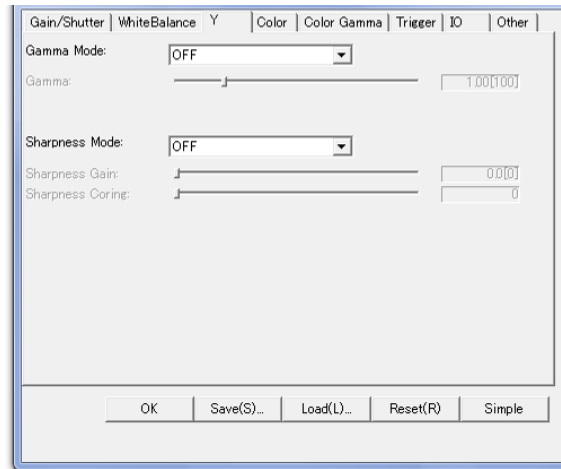 Gain/Shutter WhiteBalance Y Color Color Gamma Trigger IO Other
Gamma Mode: OFF
Gamma: 1.00[100]
Sharpness Mode: OFF
Sharpness Gain: 0.0[0]
Sharpness Coring: 0
OK Save(S)... Load(L)... Reset(R) Simple